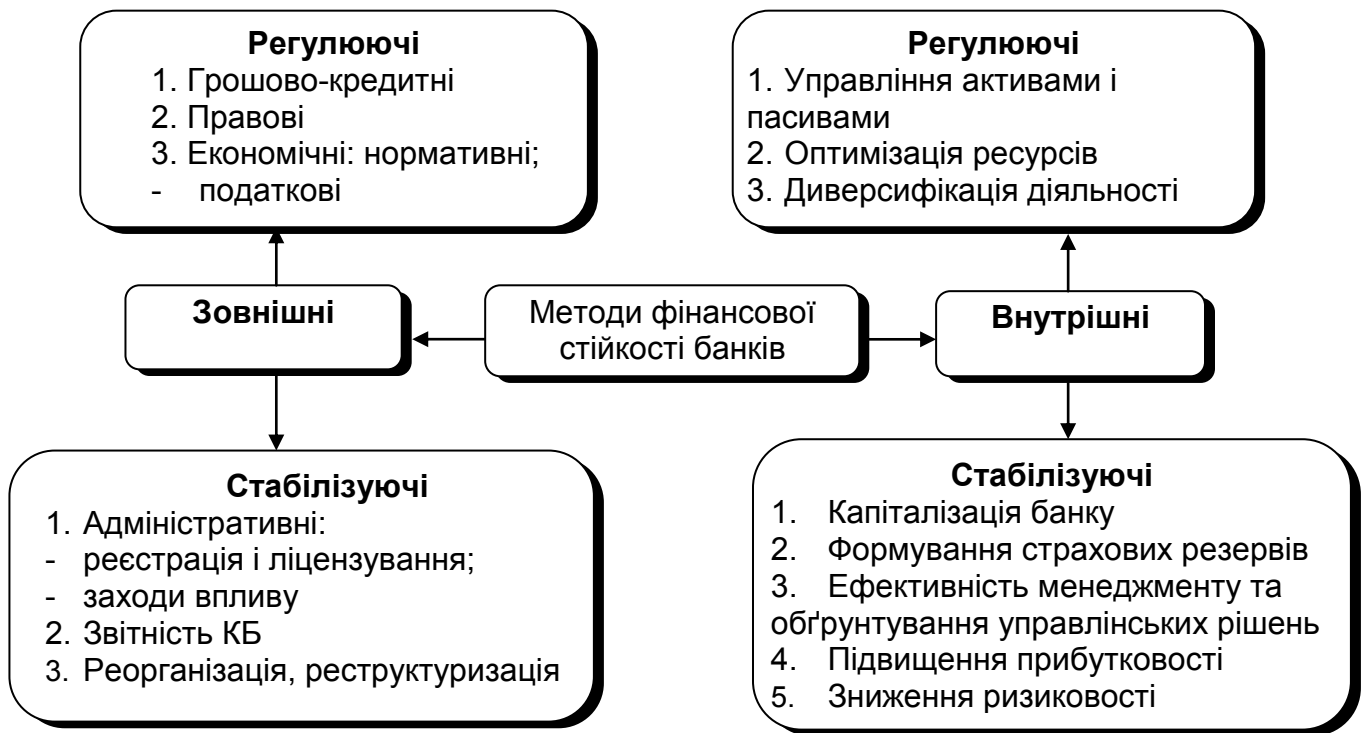 Регулюючі
1. Грошово-кредитні
2. Правові
3. Економічні: нормативні;
- податкові
Регулюючі
1. Управління активами і
пасивами
2. Оптимізація ресурсів
3. Диверсифікація діяльності
Зовнішні
Методи фінансової
стійкості банків
Внутрішні
Стабілізуючі
1. Адміністративні:
- реєстрація і ліцензування;
- заходи впливу
2. Звітність КБ
3. Реорганізація, реструктуризація
Стабілізуючі
1. Капіталізація банку
2. Формування страхових резервів
3. Ефективність менеджменту та
обґрунтування управлінських рішень
4. Підвищення прибутковості
5. Зниження ризиковості